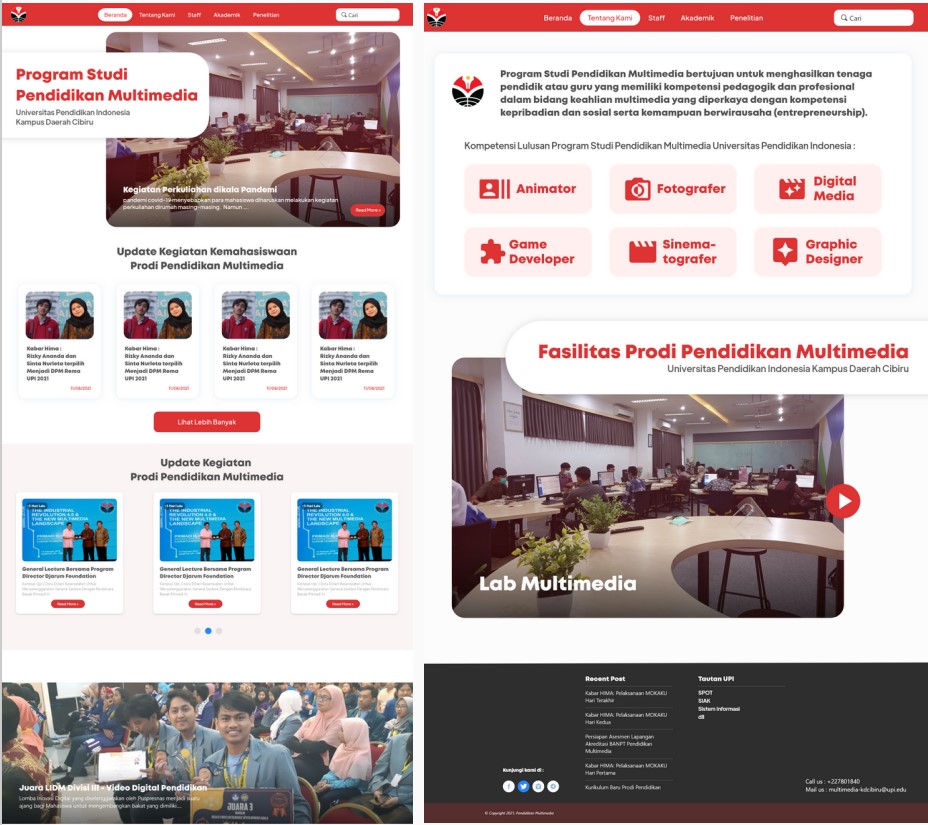 Beranda
Tentang Kami
Staff
Akademik
Penelitian
Cari
Program Studi
Pendidikan Multimedia
Universitas Pendidikan Indonesia
Kampus Daerah Cibiru
Kegiatan Perkuliahan dikala Pandemi
pandemi covid-19 menyebapkan para mahasiswa diharuskan melakukan kegiatan
perkuliahan dirumah masing-masing. Namun ....
Read More »
Update Kegiatan Kemahasiswaan
Prodi Pendidikan Multimedia
Kabar Hima :
Rizky Ananda dan
Sinta Nurleta terpilih
Menjadi DPM Rema
UPI 2021
11/08/2021
Kabar Hima :
Rizky Ananda dan
Sinta Nurleta terpilih
Menjadi DPM Rema
UPI 2021
11/08/2021
Kabar Hima :
Rizky Ananda dan
Sinta Nurleta terpilih
Menjadi DPM Rema
UPI 2021
11/08/2021
Kabar Hima :
Rizky Ananda dan
Sinta Nurleta terpilih
Menjadi DPM Rema
UPI 2021
11/08/2021
Lihat Lebih Banyak
Update Kegiatan
Prodi Pendidikan Multimedia
Hari Lalu
THE INDUSTRIAL
REVOLUTION 4.0 &
THE NEW MULTIMEDIA
LANDSCAPE
General Lecture Bersama Program
Director Djarum Foundation
Read More »
Hari Lalu
THE INDUSTRIAL
REVOLUTION 4.0 &
THE NEW MULTIMEDIA
LANDSCAPE
General Lecture Bersama Program
Director Djarum Foundation
Read More »
Hari Lalu
THE INDUSTRIAL
REVOLUTION 4.0 &
THE NEW MULTIMEDIA
LANDSCAPE
General Lecture Bersama Program
Director Djarum Foundation
Read More »
JUARA 3
Juara LIDM Divisi III - Video Digital Pendidikan
Lomba Inovasi Digital yang diselenggarakan oleh Puspresnas menjadi suatu
ajang bagi Mahasiswa untuk mengembangkan Bakat yang dimiliki....
Beranda
Tentang Kami
Staff
Akademik
Penelitian
Cari
Program Studi Pendidikan Multimedia bertujuan untuk menghasilkan tenaga
pendidik atau guru yang memiliki kompetensi pedagogik dan profesional
dalam bidang keahlian multimedia yang diperkaya dengan kompetensi
kepribadian dan sosial serta kemampuan berwirausaha (entrepreneurship).
Kompetensi Lulusan Program Studi Pendidikan Multimedia Universitas Pendidikan Indonesia :
Animator
Fotografer
Digital
Media
Game
Developer
Sinema-
tografer
Graphic
Designer
Fasilitas Prodi Pendidikan Multimedia
Universitas Pendidikan Indonesia Kampus Daerah Cibiru
Lab Multimedia
Kunjungi kami di :
Recent Post
Kabar HIMA: Pelaksanaan MOKAKU
Hari Terakhir
Kabar HIMA: Pelaksanaan MOKAKU
Hari Kedua
Persiapan Asesmen Lapangan
Akreditasi BANPT Pendidikan
Multimedia
Kabar HIMA: Pelaksanaan MOKAKU
Hari Pertama
Kurikulum Baru Prodi Pendidikan
Tautan UPI
SPOT
SIAK
Sistem Informasi
dll
Call us : +227801840
Mail us : multimedia-kdcibiru@upi.edu
© Copyright 2021. Pendidikan Multimedia